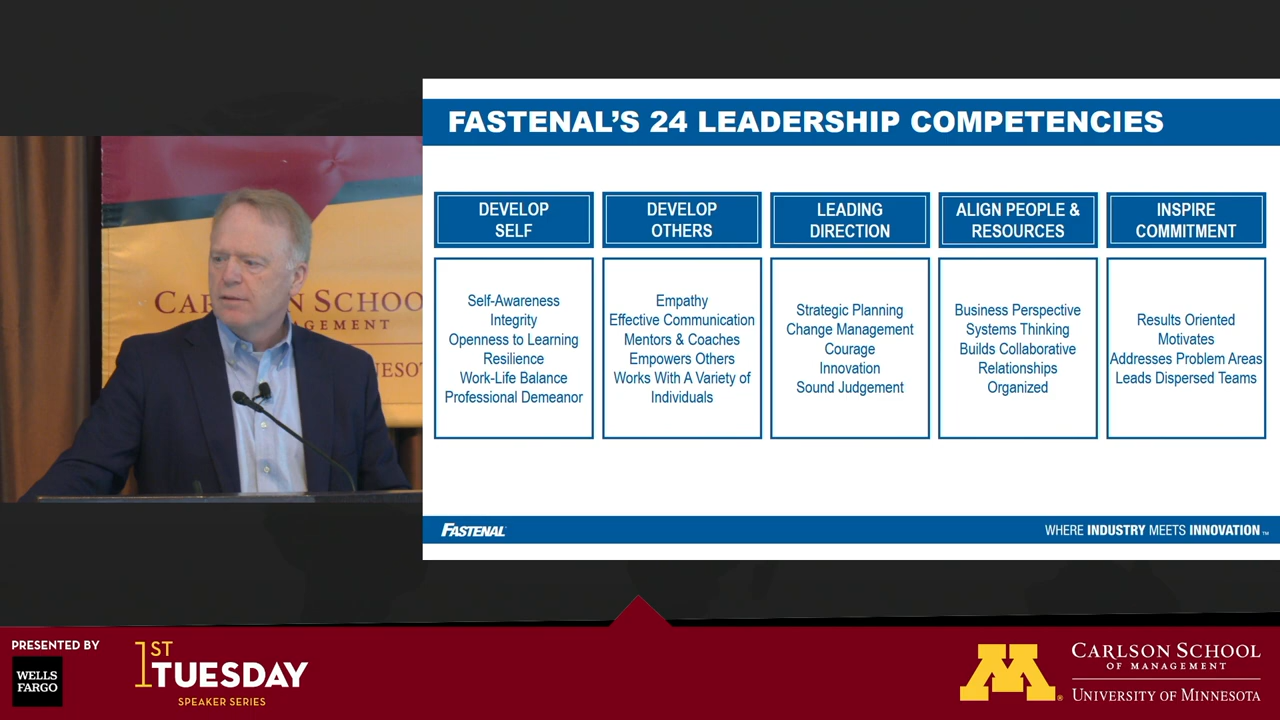 FASTENAL'S 24 LEADERSHIP COMPETENCIES
DEVELOP
SELF
Self-Awareness
Integrity
Openness to Learning
Resilience
Work-Life Balance
Professional Demeanor
DEVELOP
OTHERS
Empathy
Effective Communication
Mentors & Coaches
Empowers Others
Works With A Variety of
Individuals
LEADING
DIRECTION
Strategic Planning
Change Management
Courage
Innovation
Sound Judgement
ALIGN PEOPLE &
RESOURCES
Business Perspective
Systems Thinking
Builds Collaborative
Relationships
Organized
INSPIRE
COMMITMENT
Results Oriented
Motivates
Addresses Problem Areas
Leads Dispersed Teams
FASTENAL
WHERE INDUSTRY MEETS INNOVATION™
PRESENTED BY
WELLS
FARGO
1ST
TUESDAY
SPEAKER SERIES
M®
CARLSON SCHOOL
OF MANAGEMENT
UNIVERSITY OF MINNESOTA